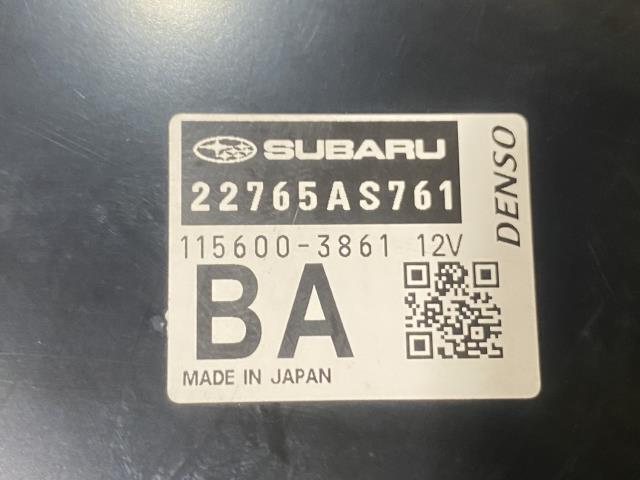 SUBARU
22765AS761
DENSO
115600-3861 12V
BA
MADE IN JAPAN